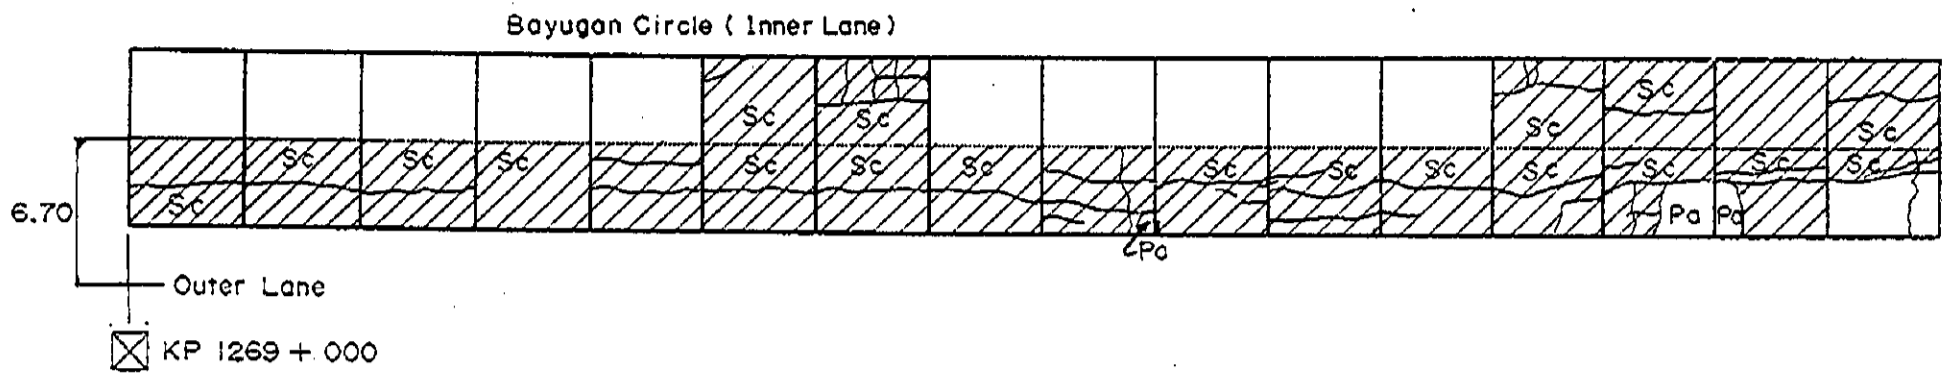 Bayugan Circle ( Inner Lane )
Sc Sc Sc Sc
Sc Sc Sc Sc
Sc Sc Sc Sc Sc Sc Sc Sc Sc Sc Sc
Sc
6.70
Pa Pa
Pa
Outer Lane
KP 1269 + 000